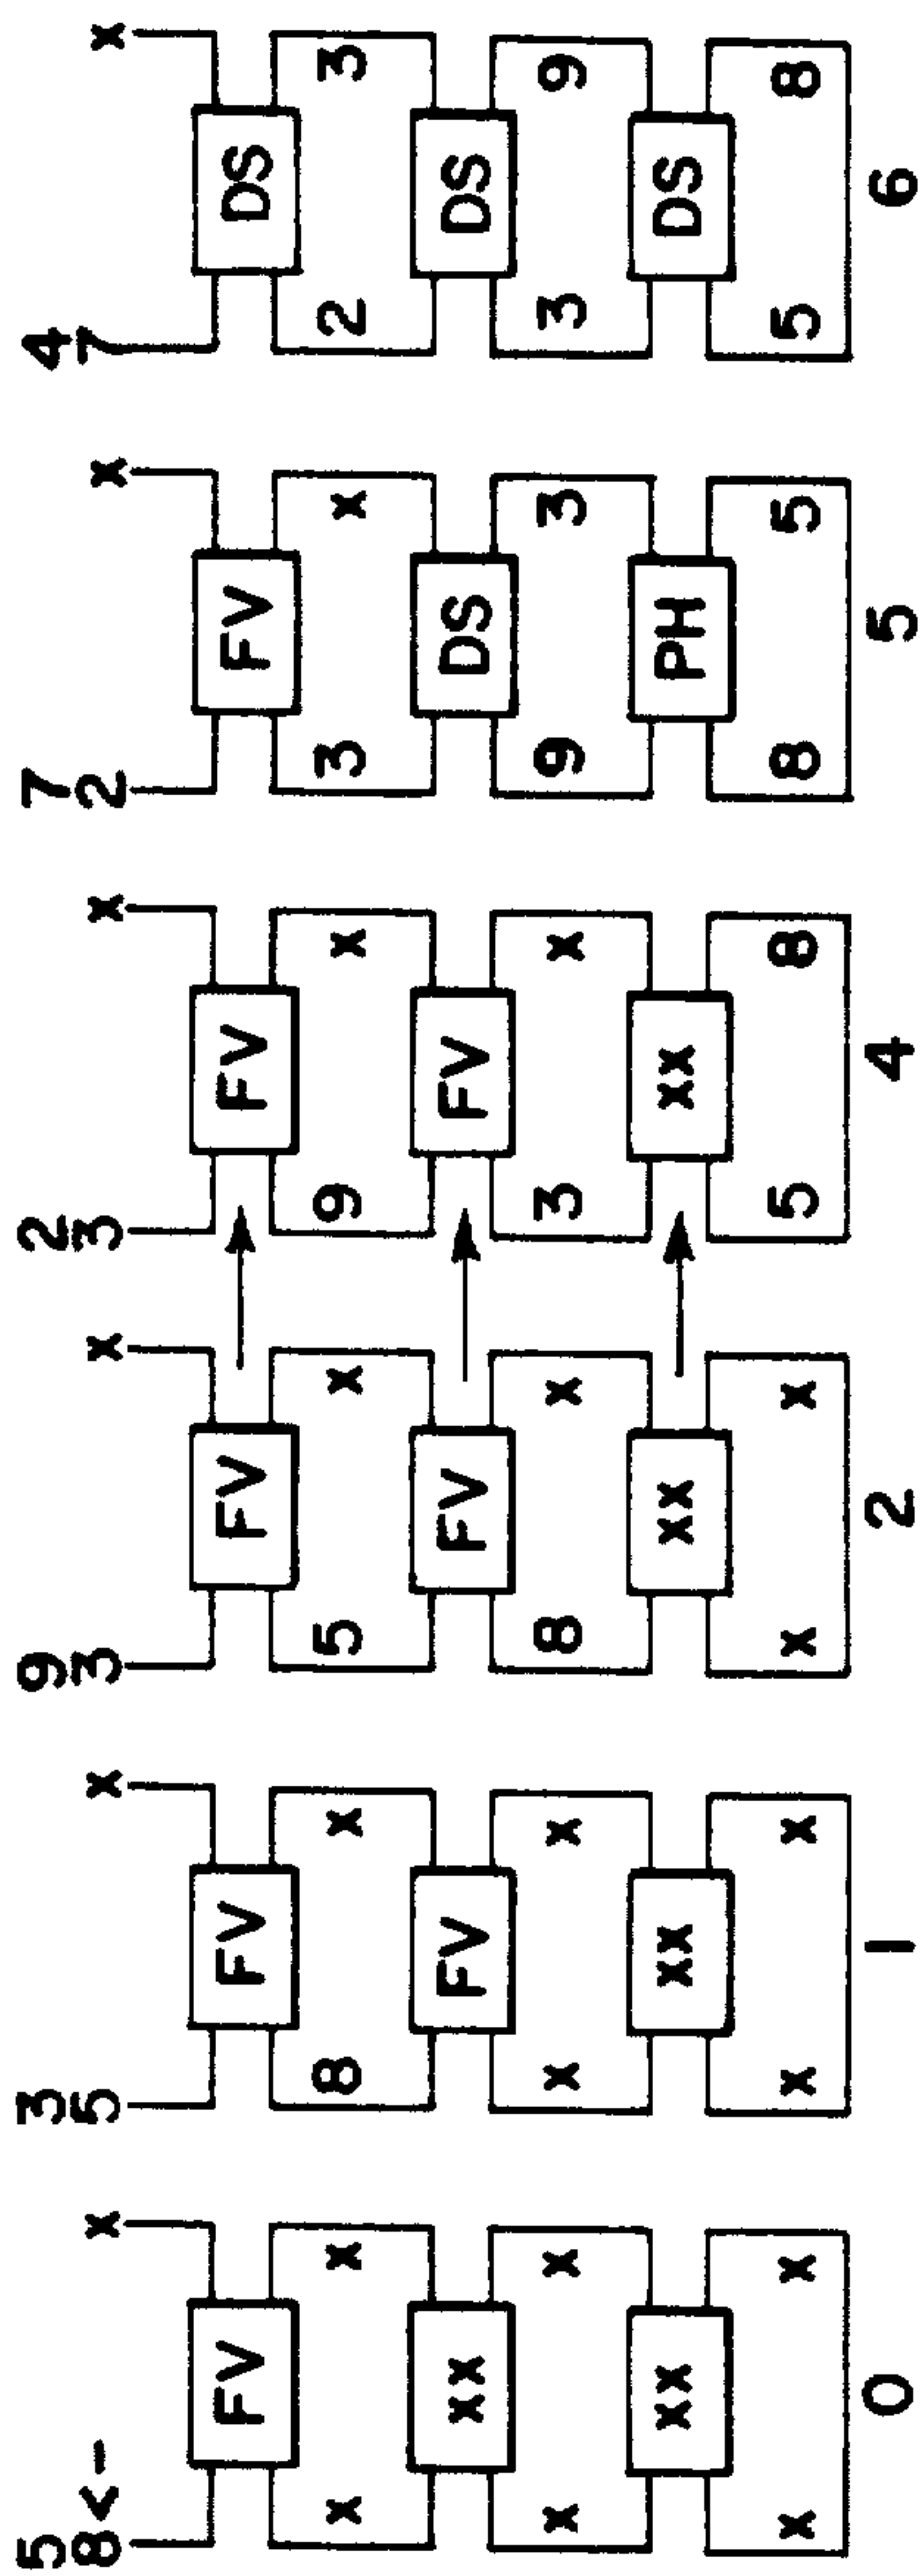 5 3 9 2 7 4
8<- x 5 x 3 x 3 x 2 x 7 x
FV FV FV FV FV DS
x x 8 x 5 x 9 x 3 x 2 3
xx FV FV FV DS DS
x x x x 8 x 3 x 9 3 3 9
xx xx xx xx PH DS
x x x x x x 5 8 8 5 5 8
0 1 2 4 5 6